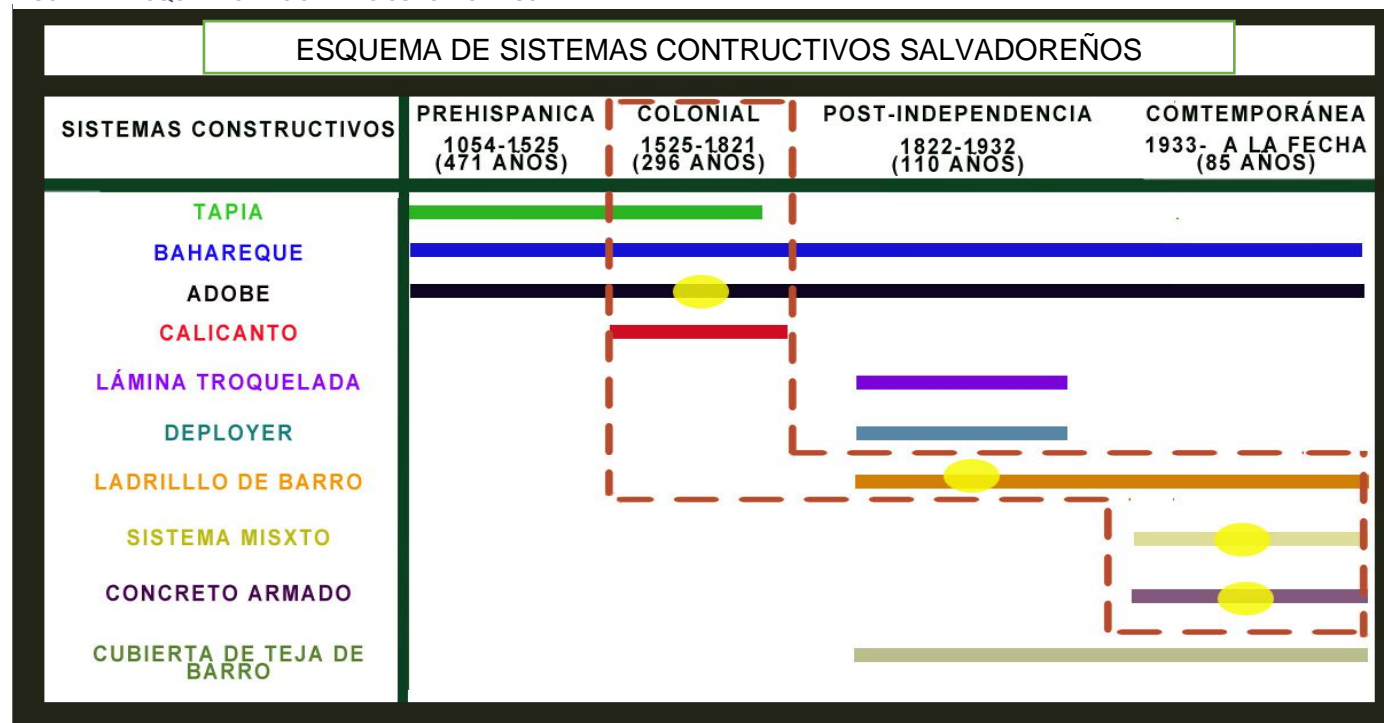 ESQUEMA DE SISTEMAS CONTRUCTIVOS SALVADOREÑOS
SISTEMAS CONSTRUCTIVOS
PREHISPANICA
1054-1525
(471 AÑOS)
COLONIAL
1525-1821
(296 AÑOS)
POST-INDEPENDENCIA
1822-1932
(110 AÑOS)
COMTEMPORÁNEA
1933- A LA FECHA
(85 AÑOS)
TAPIA
BAHAREQUE
ADOBE
CALICANTO
LÁMINA TROQUELADA
DEPLOYER
LADRILLLO DE BARRO
SISTEMA MISXTO
CONCRETO ARMADO
CUBIERTA DE TEJA DE
BARRO